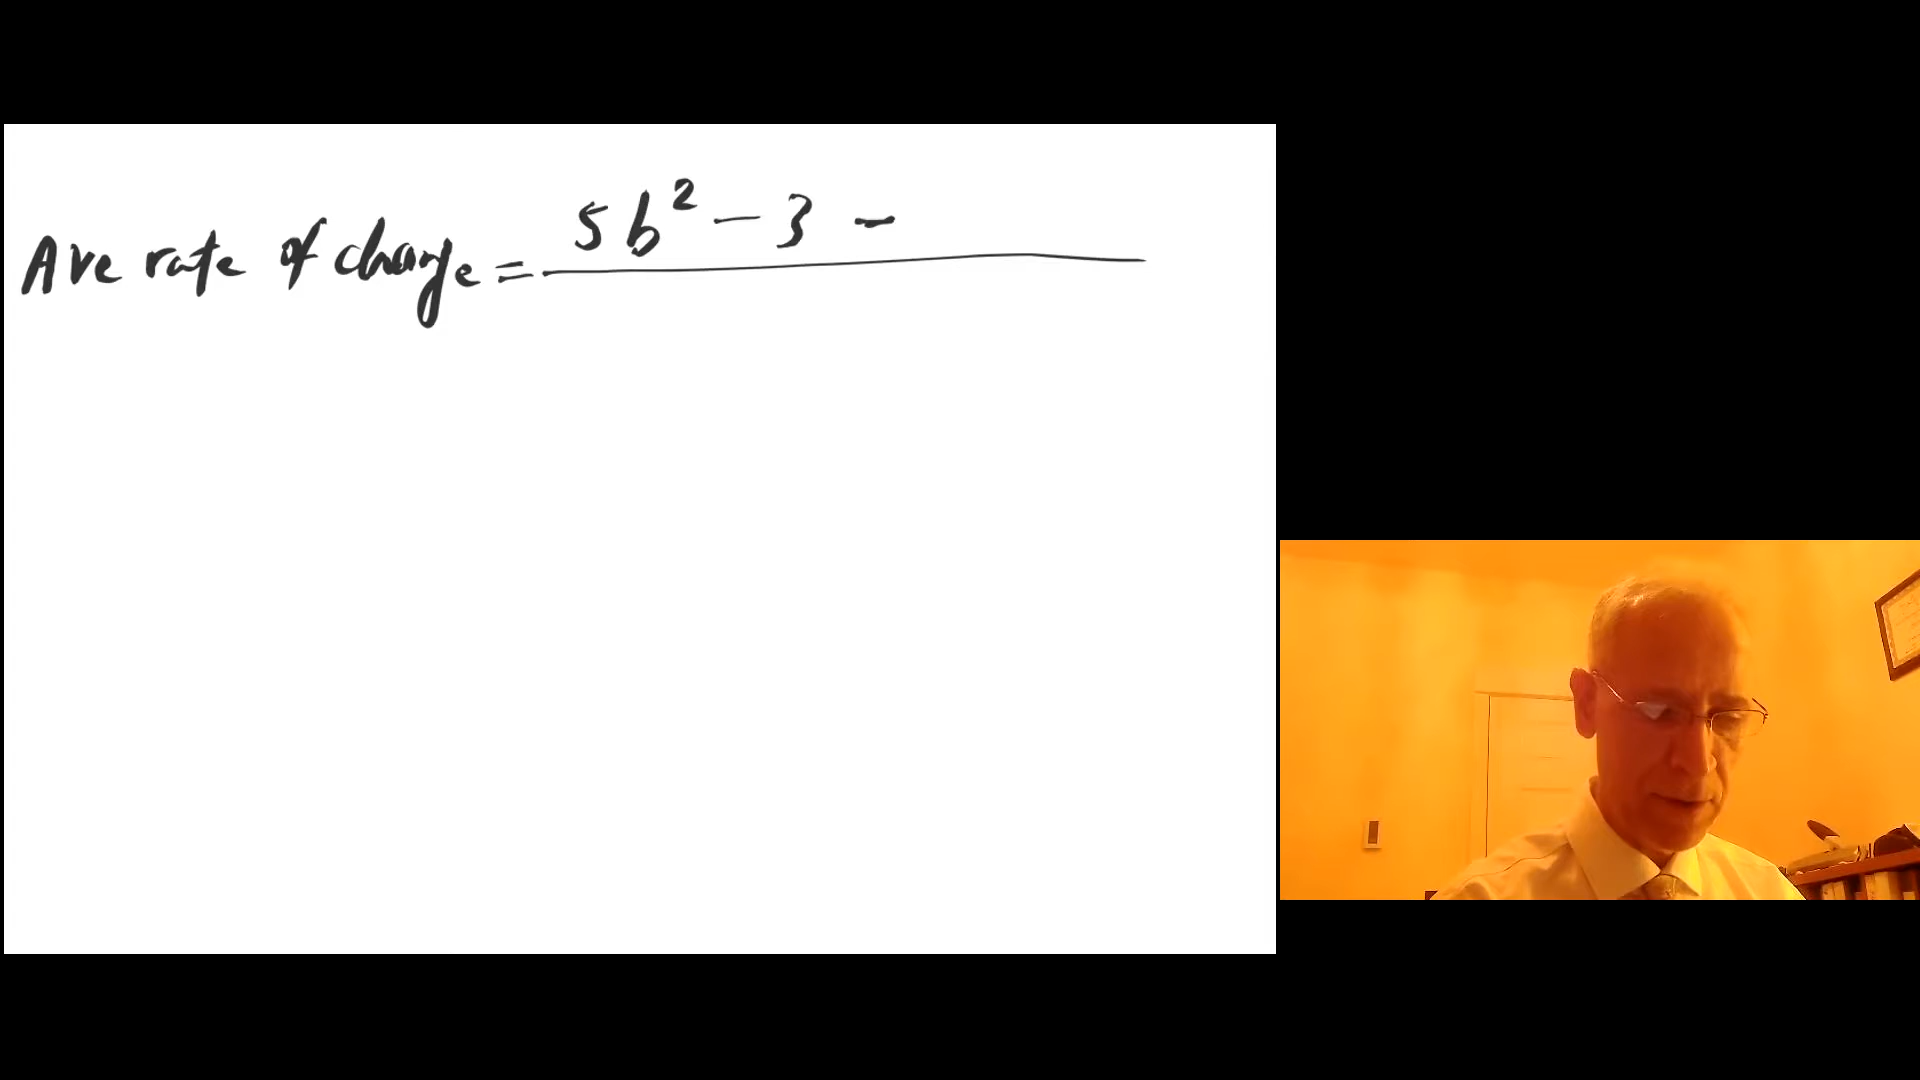 Ave rate of change = 5b² - 3 -